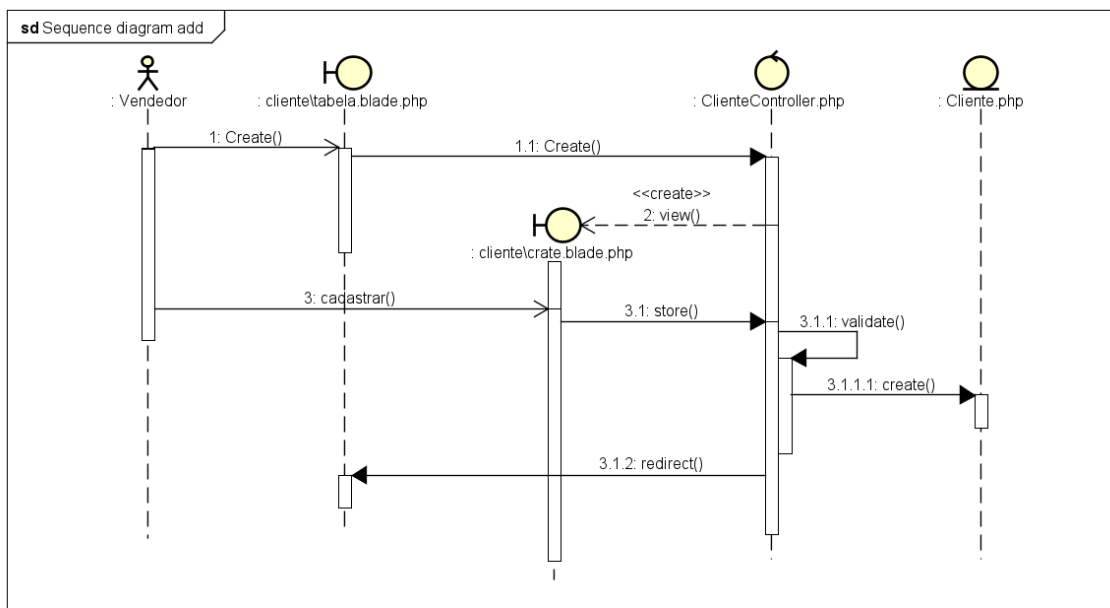 sd Sequence diagram add
: Vendedor
: cliente\tabela.blade.php
: ClienteController.php
: Cliente.php
1: Create()
1.1: Create()
<<create>>
2: view()
: cliente\crate.blade.php
3: cadastrar()
3.1: store()
3.1.1: validate()
3.1.1.1: create()
3.1.2: redirect()